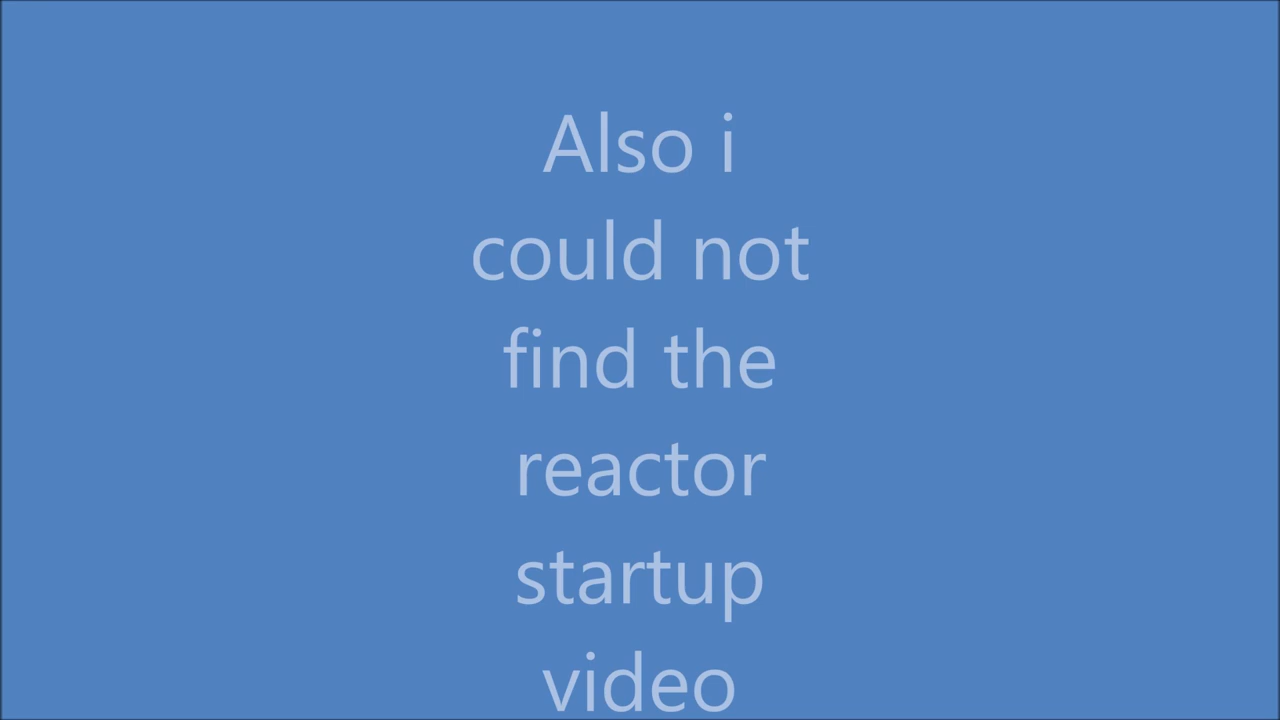 Also i
could not
find the
reactor
startup
video